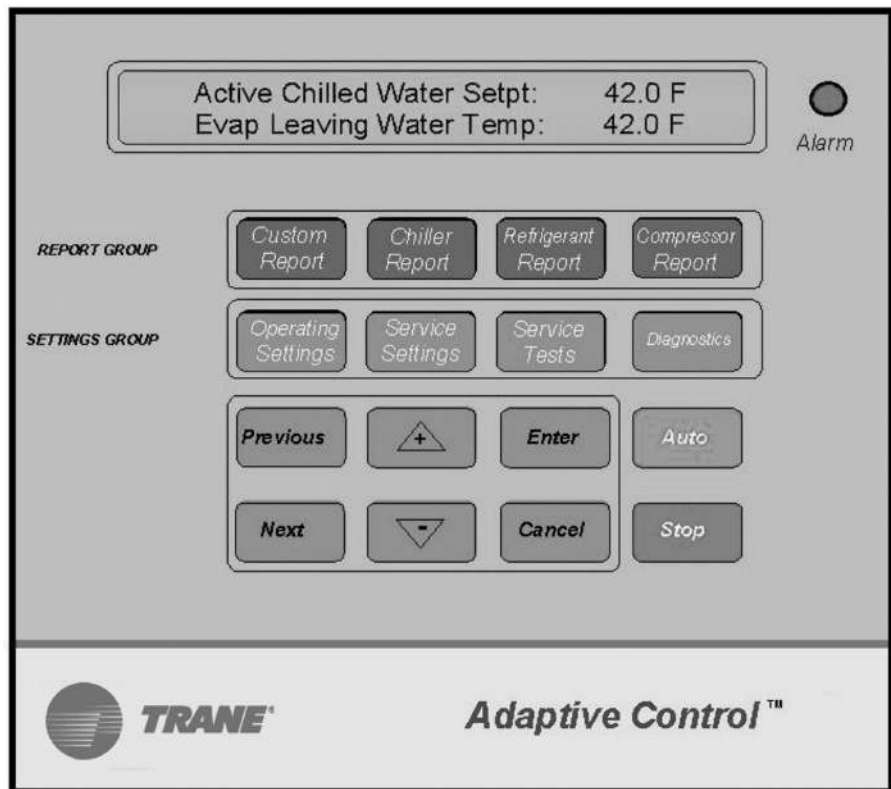 Active Chilled Water Setpt: 42.0 F
Evap Leaving Water Temp: 42.0 F
Alarm
REPORT GROUP
Custom Report
Chiller Report
Refrigerant Report
Compressor Report
SETTINGS GROUP
Operating Settings
Service Settings
Service Tests
Diagnostics
Previous
+
Enter
Auto
Next
-
Cancel
Stop
TRANE®
Adaptive Control™